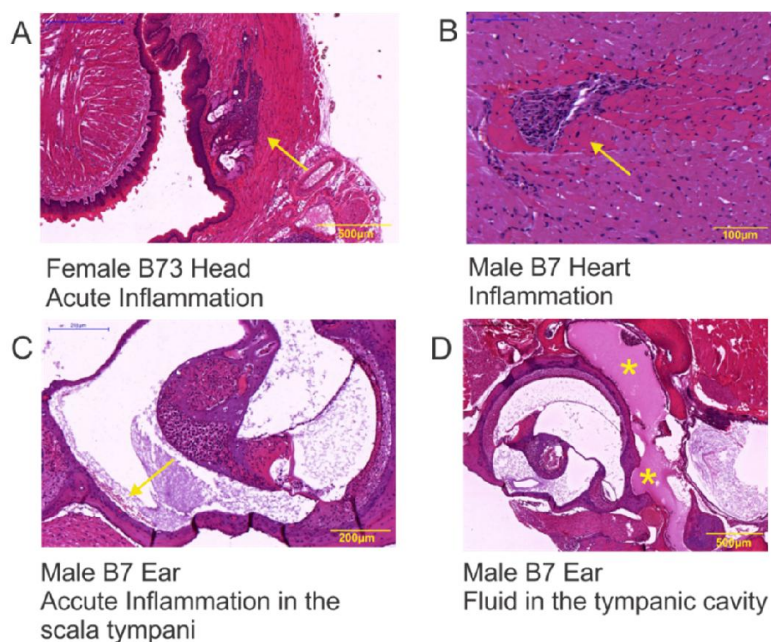 A
B
500µm
100µm
Female B73 Head
Acute Inflammation
Male B7 Heart
Inflammation
C
D
200µm
500µm
Male B7 Ear
Accute Inflammation in the
scala tympani
Male B7 Ear
Fluid in the tympanic cavity